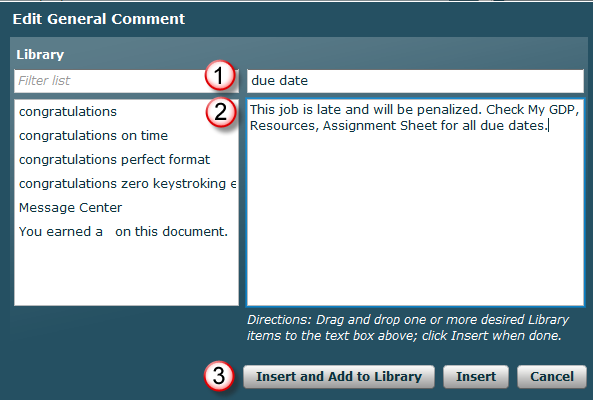 Edit General Comment
Library
Filter list
1
due date
2
congratulations
congratulations on time
congratulations perfect format
congratulations zero keystroking e
Message Center
You earned a   on this document.
This job is late and will be penalized. Check My GDP,
Resources, Assignment Sheet for all due dates.
Directions: Drag and drop one or more desired Library
items to the text box above; click Insert when done.
3
Insert and Add to Library
Insert
Cancel